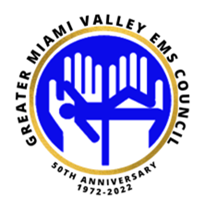 GREATER MIAMI VALLEY EMS COUNCIL
50TH ANNIVERSARY
1972-2022